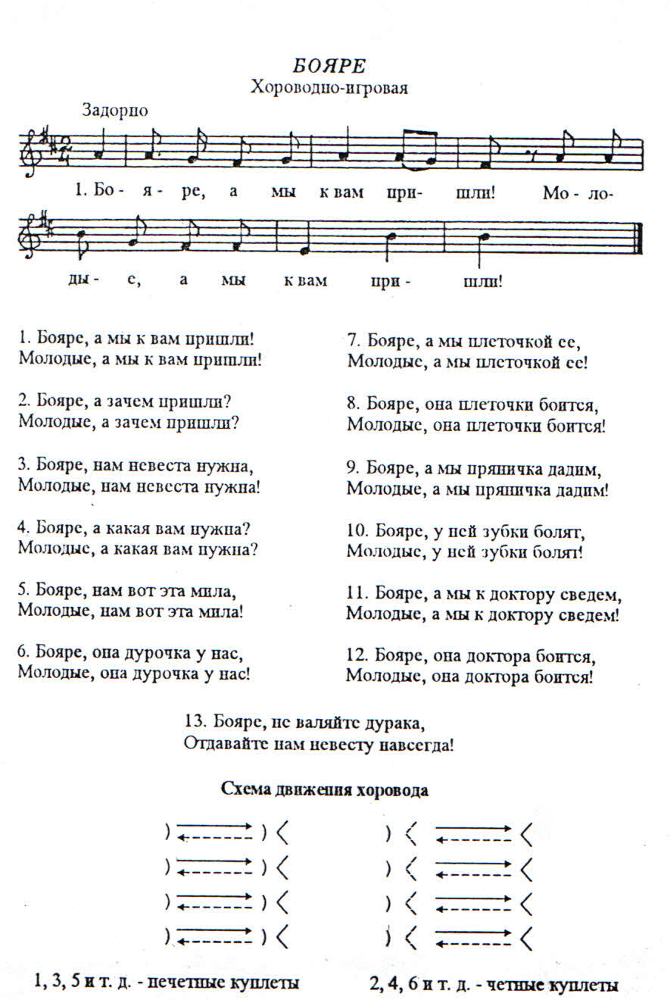 БОЯРЕ
Хороводно-игровая
Задорно
1. Бо - я - ре, а мы к вам при- шли! Мо - ло-
ды - е, а мы к вам при - шли!
1. Бояре, а мы к вам пришли!
Молодые, а мы к вам пришли!
2. Бояре, а зачем пришли?
Молодые, а зачем пришли?
3. Бояре, нам невеста нужна,
Молодые, нам невеста нужна!
4. Бояре, а какая вам нужна?
Молодые, а какая вам нужна?
5. Бояре, нам вот эта мила,
Молодые, нам вот эта мила!
6. Бояре, она дурочка у нас,
Молодые, она дурочка у нас!
7. Бояре, а мы плеточкой ее,
Молодые, а мы плеточкой ее!
8. Бояре, она плеточки боится,
Молодые, она плеточки боится!
9. Бояре, а мы пряничка дадим,
Молодые, а мы пряничка дадим!
10. Бояре, у ней зубки болят,
Молодые, у ней зубки болят!
11. Бояре, а мы к доктору сведем,
Молодые, а мы к доктору сведем!
12. Бояре, она доктора боится,
Молодые, она доктора боится!
13. Бояре, не валяйте дурака,
Отдавайте нам невесту навсегда!
Схема движения хоровода
1, 3, 5 и т. д. - нечетные куплеты
2, 4, 6 и т. д. - четные куплеты